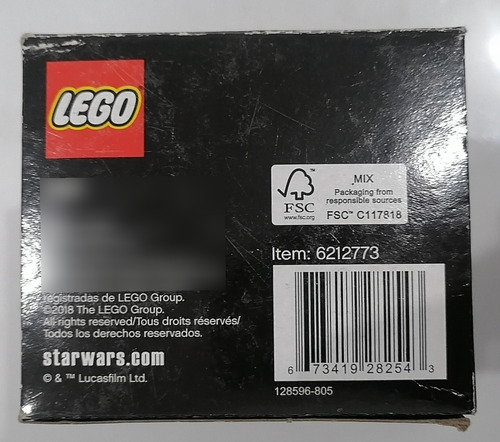 LEGO
MIX
Packaging from
responsible sources
FSC
www.fsc.org
FSC™ C117818
Item: 6212773
registradas de LEGO Group.
©2018 The LEGO Group.
All rights reserved/Tous droits réservés/
Todos los derechos reservados.
starwars.com
© & ™ Lucasfilm Ltd.
6 73419 28254 3
128596-805